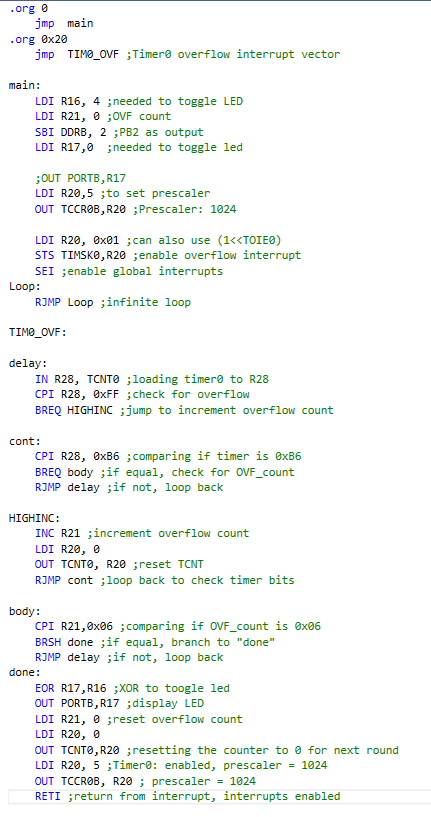 .org 0
jmp main
.org 0x20
jmp TIM0_OVF ;Timer0 overflow interrupt vector
main:
LDI R16, 4 ;needed to toggle LED
LDI R21, 0 ;OVF count
SBI DDRB, 2 ;PB2 as output
LDI R17,0 ;needed to toggle led
;OUT PORTB,R17
LDI R20,5 ;to set prescaler
OUT TCCR0B,R20 ;Prescaler: 1024
LDI R20, 0x01 ;can also use (1<<TOIE0)
STS TIMSK0,R20 ;enable overflow interrupt
SEI ;enable global interrupts
Loop:
RJMP Loop ;infinite loop
TIM0_OVF:
delay:
IN R28, TCNT0 ;loading timer0 to R28
CPI R28, 0xFF ;check for overflow
BREQ HIGHINC ;jump to increment overflow count
cont:
CPI R28, 0xB6 ;comparing if timer is 0xB6
BREQ body ;if equal, check for OVF_count
RJMP delay ;if not, loop back
HIGHINC:
INC R21 ;increment overflow count
LDI R20, 0
OUT TCNT0, R20 ;reset TCNT
RJMP cont ;loop back to check timer bits
body:
CPI R21,0x06 ;comparing if OVF_count is 0x06
BRSH done ;if equal, branch to "done"
RJMP delay ;if not, loop back
done:
EOR R17,R16 ;XOR to toogle led
OUT PORTB,R17 ;display LED
LDI R21, 0 ;reset overflow count
LDI R20, 0
OUT TCNT0,R20 ;resetting the counter to 0 for next round
LDI R20, 5 ;Timer0: enabled, prescaler = 1024
OUT TCCR0B, R20 ; prescaler = 1024
RETI ;return from interrupt, interrupts enabled